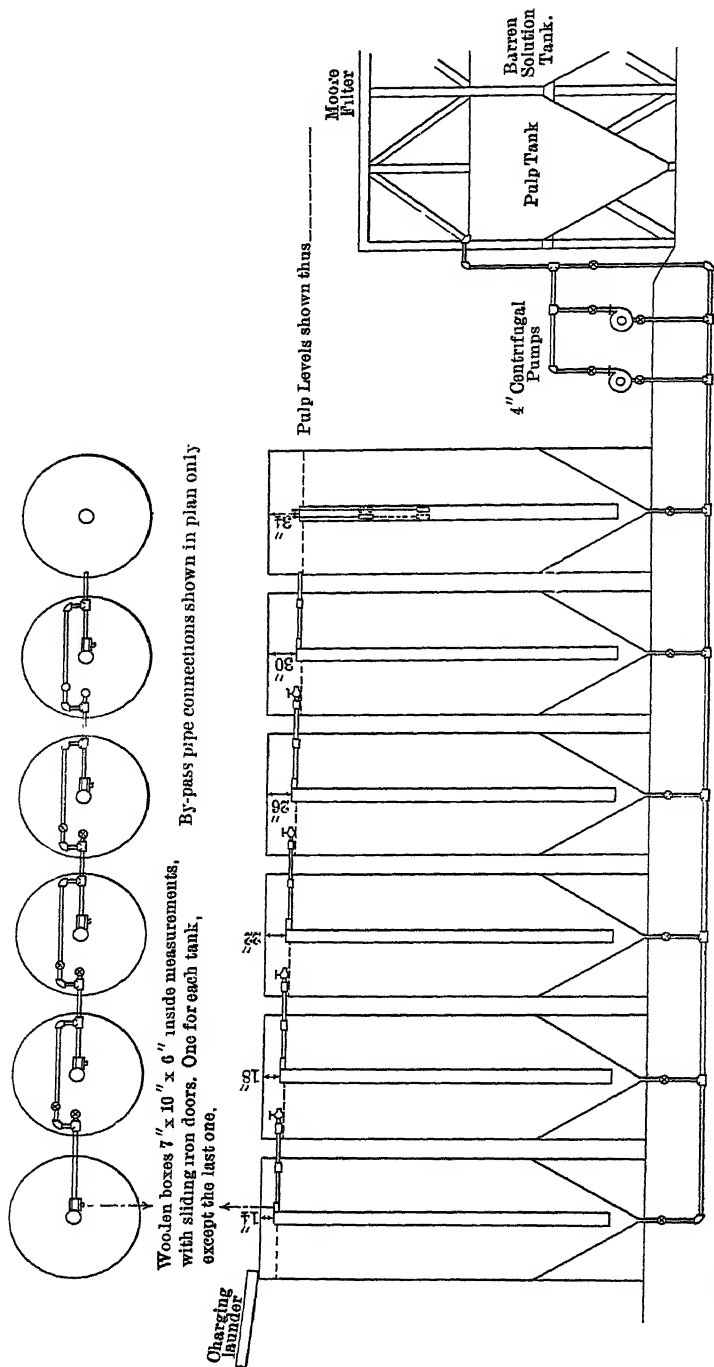 Wooden boxes 7" x 10" x 6" inside measurements,
with sliding iron doors. One for each tank,
except the last one.
By-pass pipe connections shown in plan only
Charging
launder
14"
18"
22"
26"
30"
34"
Pulp Levels shown thus
4" Centrifugal
Pumps
Moore
Filter
Pulp Tank
Barren
Solution
Tank.